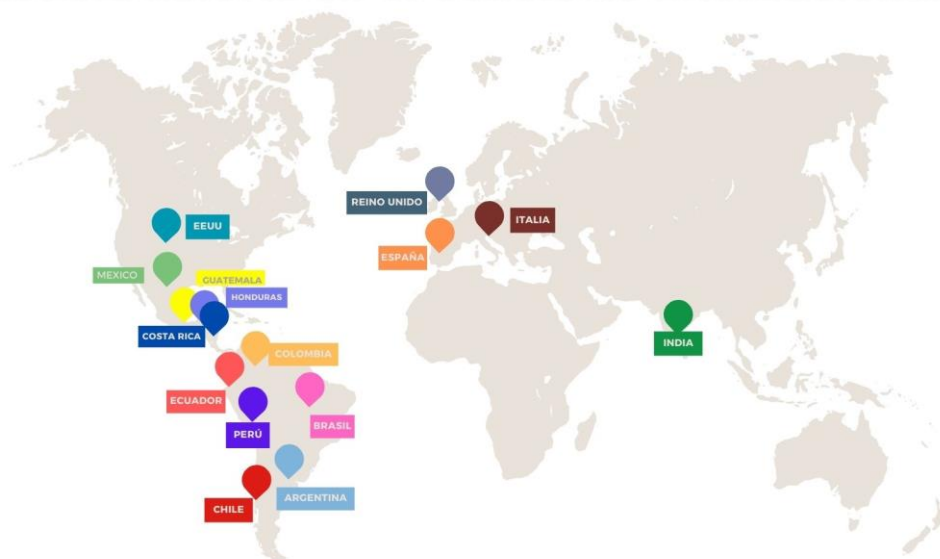 REINO UNIDO
ITALIA
EEUU
ESPAÑA
MEXICO
GUATEMALA
HONDURAS
COSTA RICA
INDIA
COLOMBIA
ECUADOR
BRASIL
PERÚ
ARGENTINA
CHILE